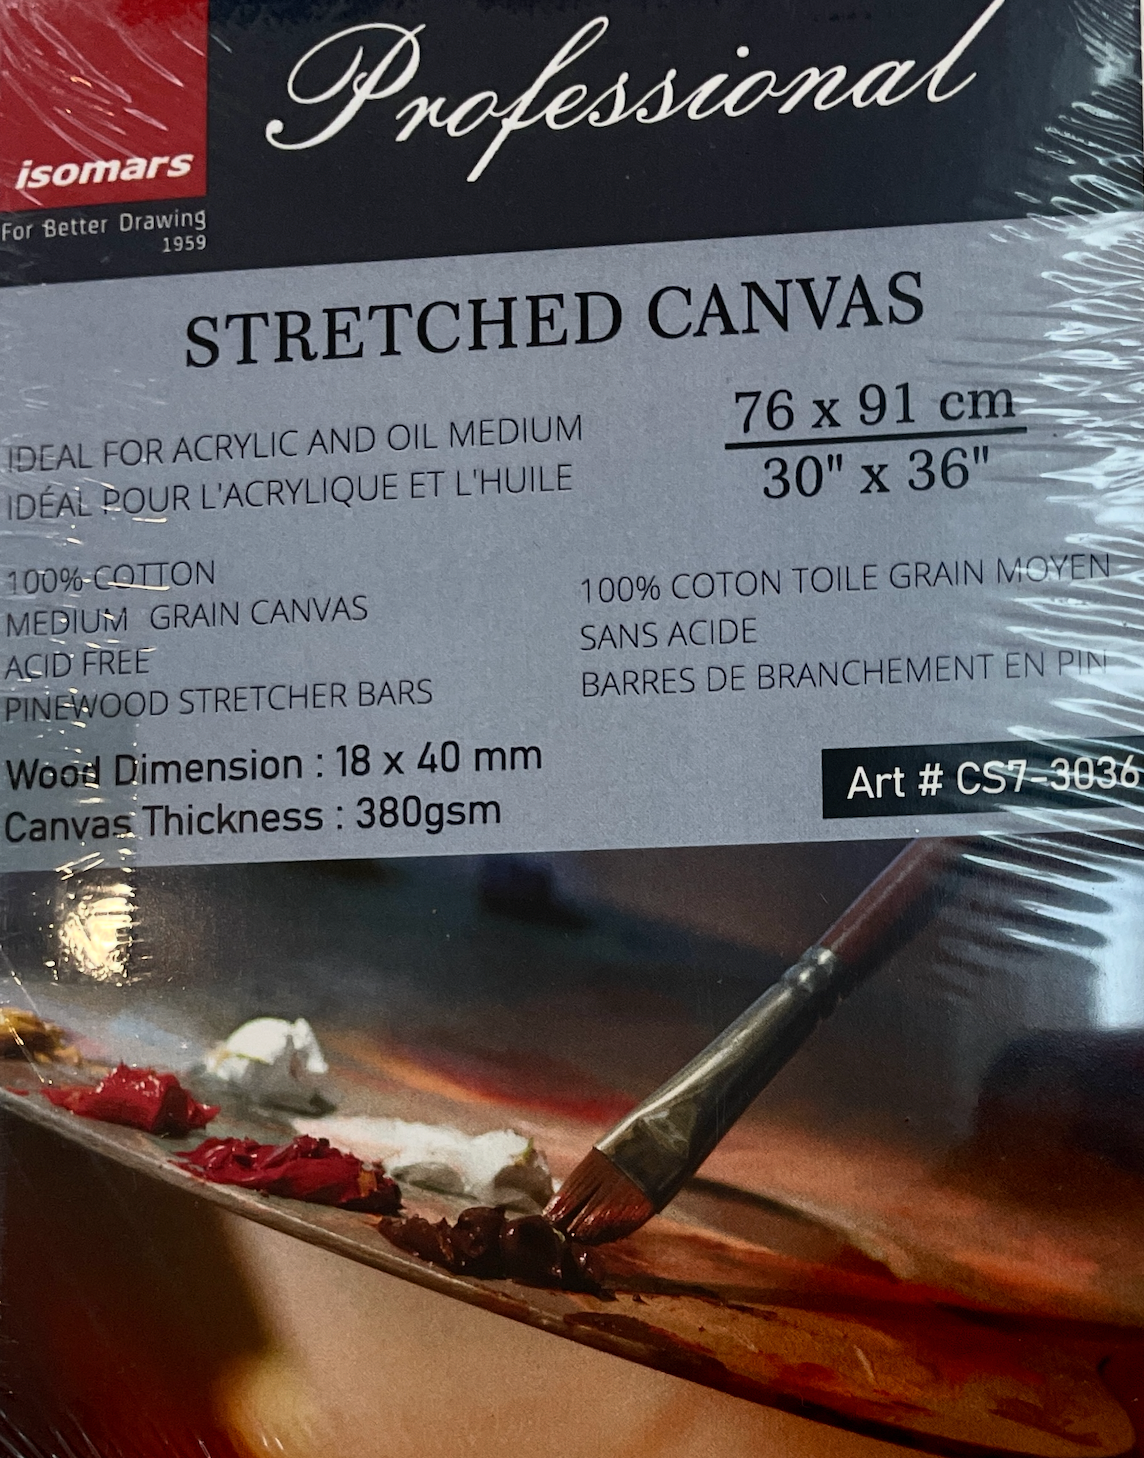 Professional
isomars
For Better Drawing
1959
STRETCHED CANVAS
76 x 91 cm
30" x 36"
IDEAL FOR ACRYLIC AND OIL MEDIUM
IDÉAL POUR L'ACRYLIQUE ET L'HUILE
100% COTTON
MEDIUM GRAIN CANVAS
ACID FREE
PINEWOOD STRETCHER BARS
100% COTON TOILE GRAIN MOYEN
SANS ACIDE
BARRES DE BRANCHEMENT EN PIN
Wood Dimension : 18 x 40 mm
Canvas Thickness : 380gsm
Art # CS7-3036